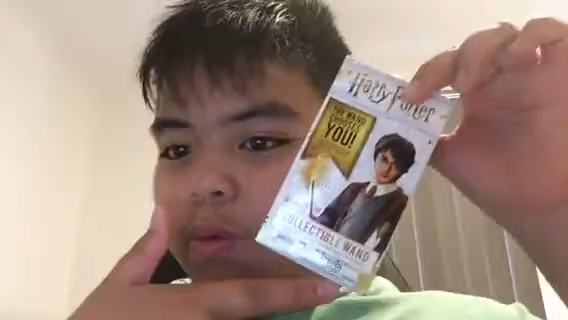 Harry Potter
THE WAND
CHOOSES
YOU!
COLLECTIBLE WAND